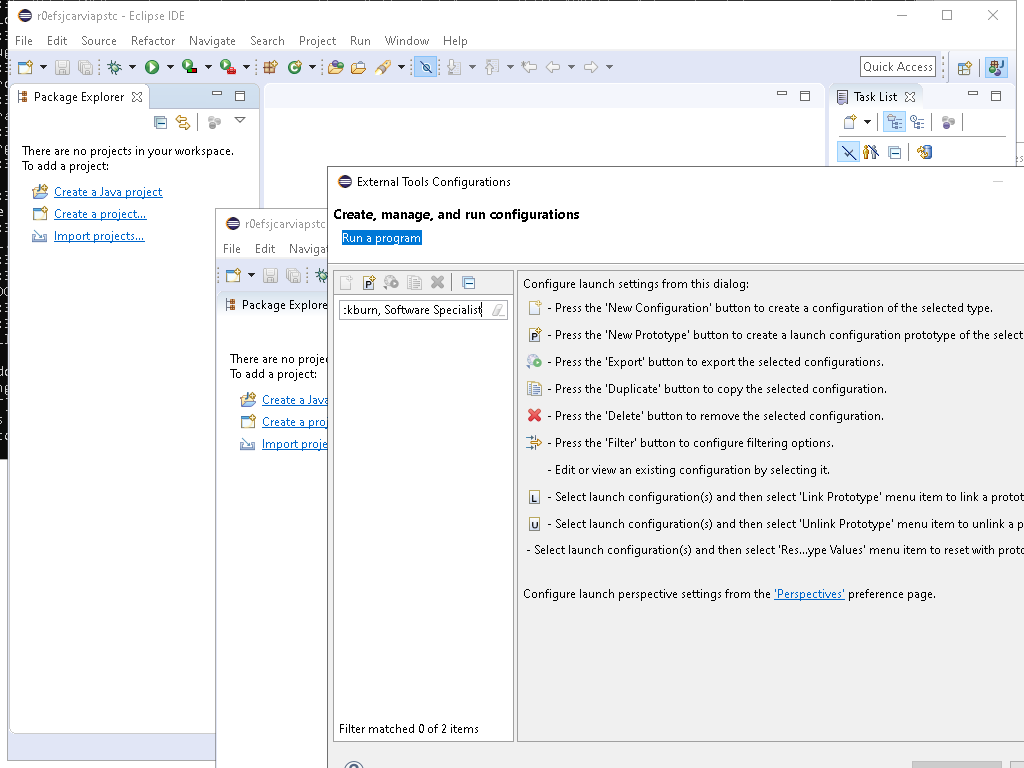 r0efsjcarviapstc - Eclipse IDE
File Edit Source Refactor Navigate Search Project Run Window Help
Quick Access
Package Explorer
Task List
There are no projects in your workspace.
To add a project:
Create a Java project
Create a project...
Import projects...
r0efsjcarviapstc
File Edit Navigat
Package Explore
There are no projec
To add a project:
Create a Java
Create a proj
Import proje
External Tools Configurations
Create, manage, and run configurations
Run a program
:kburn, Software Specialist
Filter matched 0 of 2 items
Configure launch settings from this dialog:
- Press the 'New Configuration' button to create a configuration of the selected type.
- Press the 'New Prototype' button to create a launch configuration prototype of the select
- Press the 'Export' button to export the selected configurations.
- Press the 'Duplicate' button to copy the selected configuration.
- Press the 'Delete' button to remove the selected configuration.
- Press the 'Filter' button to configure filtering options.
- Edit or view an existing configuration by selecting it.
- Select launch configuration(s) and then select 'Link Prototype' menu item to link a protot
- Select launch configuration(s) and then select 'Unlink Prototype' menu item to unlink a p
- Select launch configuration(s) and then select 'Res...ype Values' menu item to reset with proto
Configure launch perspective settings from the 'Perspectives' preference page.